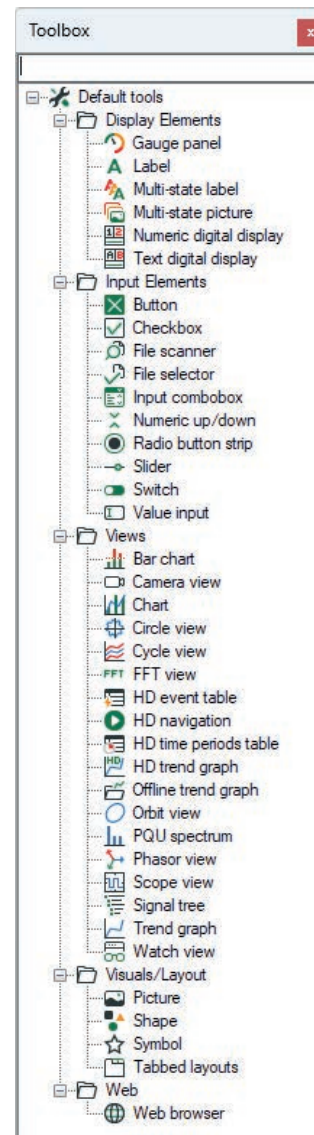 Toolbox
x
Default tools
Display Elements
Gauge panel
A Label
Multi-state label
Multi-state picture
Numeric digital display
Text digital display
Input Elements
Button
Checkbox
File scanner
File selector
Input combobox
Numeric up/down
Radio button strip
Slider
Switch
Value input
Views
Bar chart
Camera view
Chart
Circle view
Cycle view
FFT FFT view
HD event table
HD navigation
HD time periods table
HD HD trend graph
Offline trend graph
Orbit view
PQU spectrum
Phasor view
Scope view
Signal tree
Trend graph
Watch view
Visuals/Layout
Picture
Shape
Symbol
Tabbed layouts
Web
Web browser